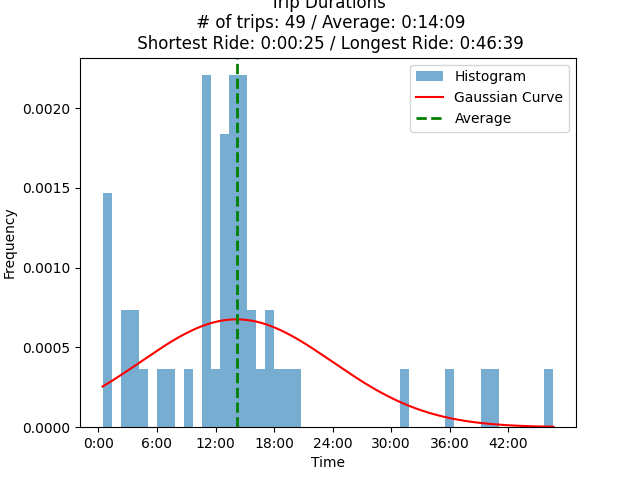 Trip Durations
# of trips: 49 / Average: 0:14:09
Shortest Ride: 0:00:25 / Longest Ride: 0:46:39
Histogram
Gaussian Curve
Average
0.0020
0.0015
0.0010
0.0005
0.0000
Frequency
0:00 6:00 12:00 18:00 24:00 30:00 36:00 42:00
Time